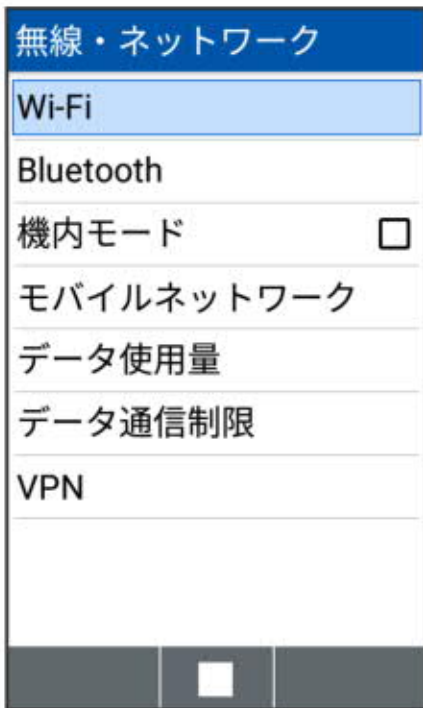 無線・ネットワーク
Wi-Fi
Bluetooth
機内モード
モバイルネットワーク
データ使用量
データ通信制限
VPN